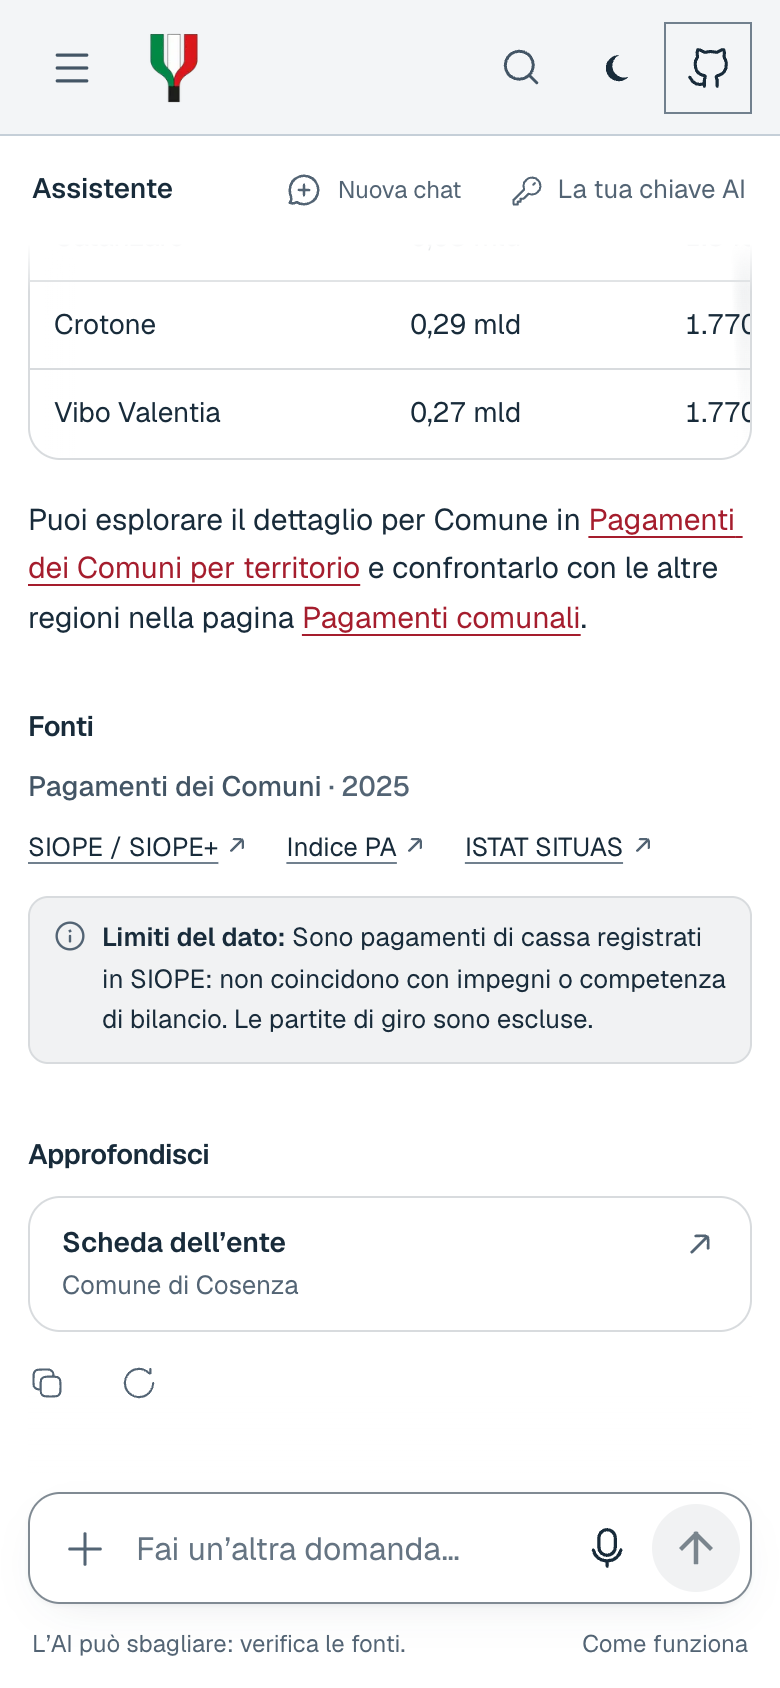 Assistente
Nuova chat
La tua chiave AI
Crotone 0,29 mld 1.770
Vibo Valentia 0,27 mld 1.770
Puoi esplorare il dettaglio per Comune in Pagamenti
dei Comuni per territorio e confrontarlo con le altre
regioni nella pagina Pagamenti comunali.
Fonti
Pagamenti dei Comuni · 2025
SIOPE / SIOPE+ ↗ Indice PA ↗ ISTAT SITUAS ↗
Limiti del dato: Sono pagamenti di cassa registrati
in SIOPE: non coincidono con impegni o competenza
di bilancio. Le partite di giro sono escluse.
Approfondisci
Scheda dell’ente
Comune di Cosenza
Fai un’altra domanda...
L’AI può sbagliare: verifica le fonti.
Come funziona